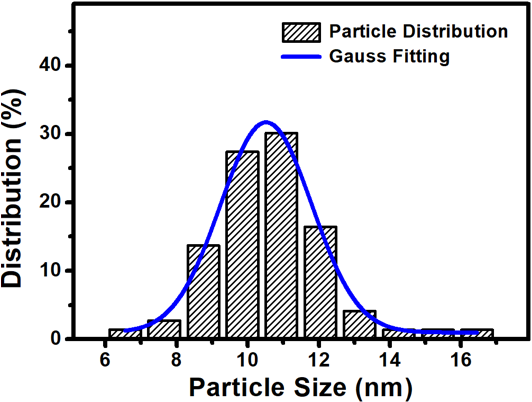 Particle Distribution
Gauss Fitting
Distribution (%)
40
30
20
10
0
6 8 10 12 14 16
Particle Size (nm)